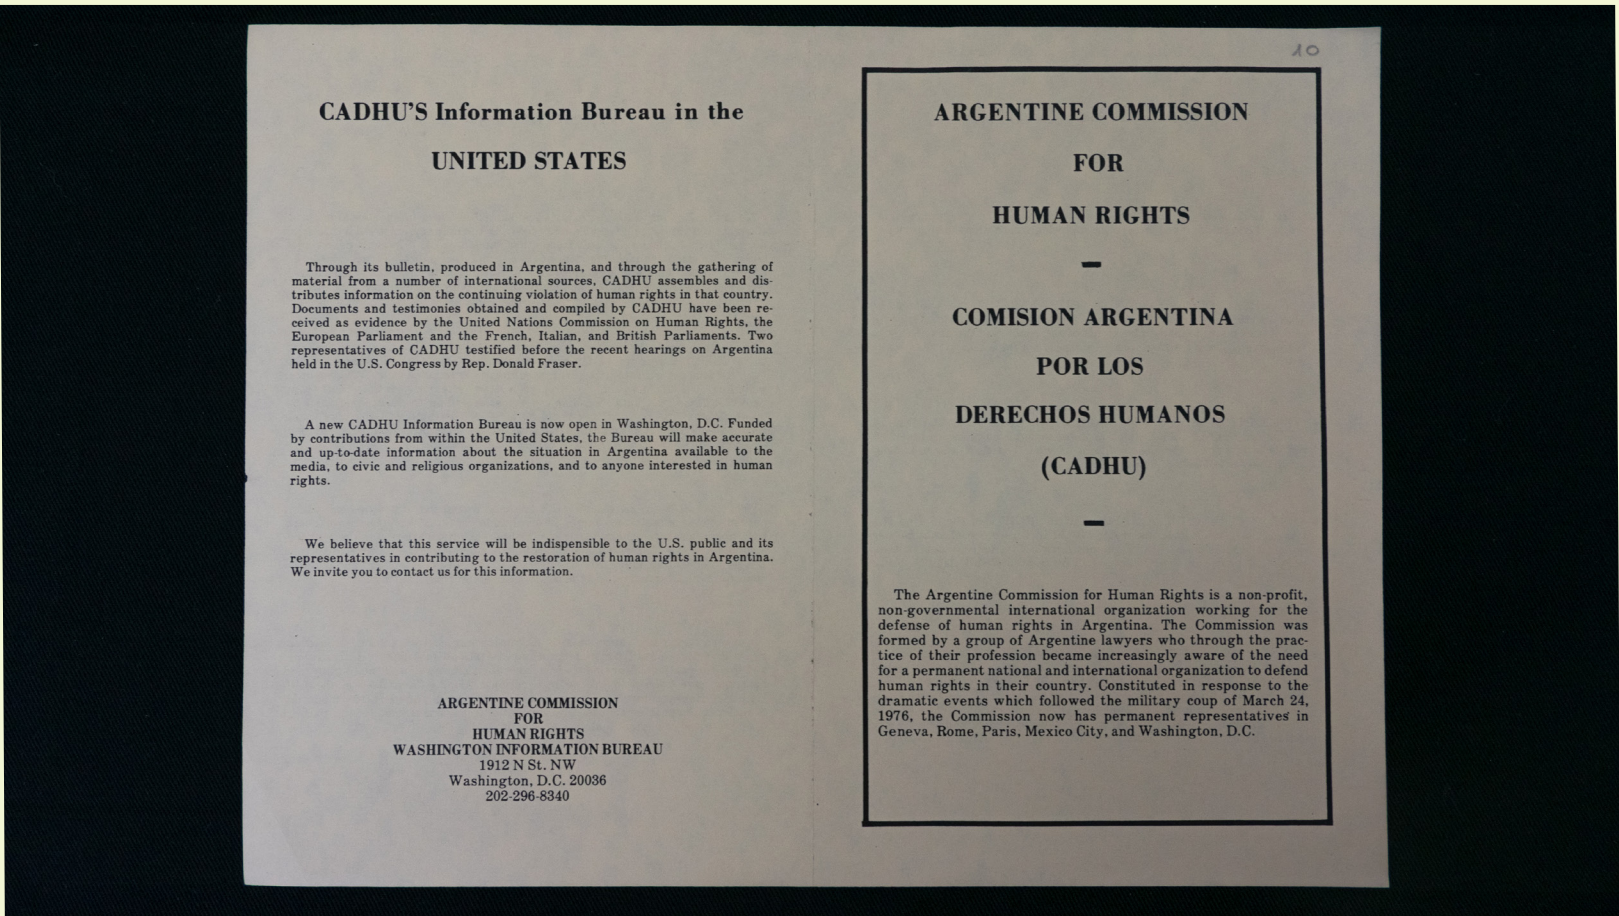 CADHU'S Information Bureau in the
UNITED STATES
Through its bulletin, produced in Argentina, and through the gathering of
material from a number of international sources, CADHU assembles and dis-
tributes information on the continuing violation of human rights in that country.
Documents and testimonies obtained and compiled by CADHU have been re-
ceived as evidence by the United Nations Commission on Human Rights, the
European Parliament and the French, Italian, and British Parliaments. Two
representatives of CADHU testified before the recent hearings on Argentina
held in the U.S. Congress by Rep. Donald Fraser.
A new CADHU Information Bureau is now open in Washington, D.C. Funded
by contributions from within the United States, the Bureau will make accurate
and up-to-date information about the situation in Argentina available to the
media, to civic and religious organizations, and to anyone interested in human
rights.
We believe that this service will be indispensible to the U.S. public and its
representatives in contributing to the restoration of human rights in Argentina.
We invite you to contact us for this information.
ARGENTINE COMMISSION
FOR
HUMAN RIGHTS
WASHINGTON INFORMATION BUREAU
1912 N St. NW
Washington, D.C. 20036
202-296-8340
10
ARGENTINE COMMISSION
FOR
HUMAN RIGHTS
—
COMISION ARGENTINA
POR LOS
DERECHOS HUMANOS
(CADHU)
—
The Argentine Commission for Human Rights is a non-profit,
non-governmental international organization working for the
defense of human rights in Argentina. The Commission was
formed by a group of Argentine lawyers who through the prac-
tice of their profession became increasingly aware of the need
for a permanent national and international organization to defend
human rights in their country. Constituted in response to the
dramatic events which followed the military coup of March 24,
1976, the Commission now has permanent representatives in
Geneva, Rome, Paris, Mexico City, and Washington, D.C.